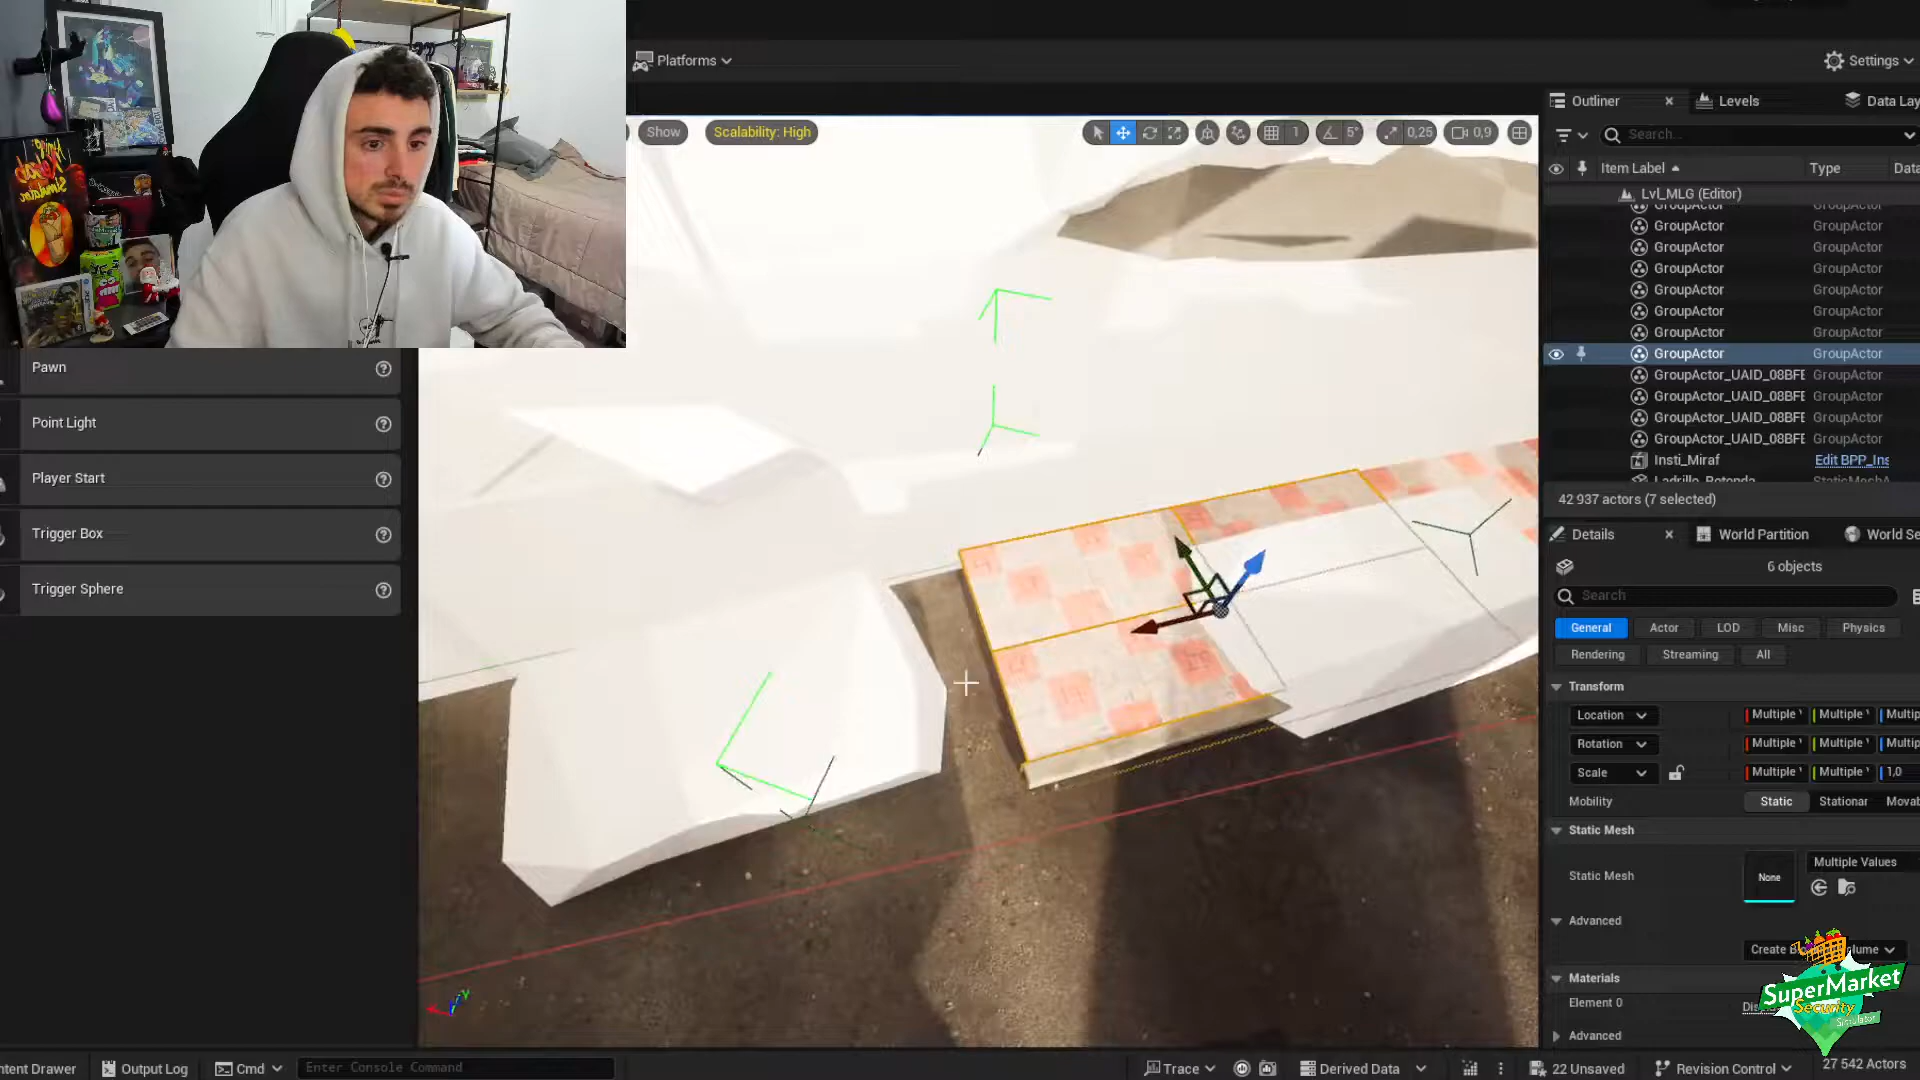 Platforms
Settings
Outliner
Levels
Data Lay
Show
Scalability: High
1
5°
0,25
0,9
Search...
Item Label
Type
Data
Lvl_MLG (Editor)
GroupActor
GroupActor GroupActor
GroupActor GroupActor
GroupActor GroupActor
GroupActor GroupActor
GroupActor GroupActor
GroupActor GroupActor
GroupActor GroupActor
GroupActor_UAID_08BFE GroupActor
GroupActor_UAID_08BFE GroupActor
GroupActor_UAID_08BFE GroupActor
GroupActor_UAID_08BFE GroupActor
Insti_Miraf Edit BPP_Ins
Ladrillo_Rotonda StaticMeshA
42 937 actors (7 selected)
Details
World Partition
World Se
6 objects
Search
General Actor LOD Misc Physics
Rendering Streaming All
Transform
Location Multiple Multiple Multip
Rotation Multiple Multiple Multip
Scale Multiple Multiple 1,0
Mobility Static Stationar Movab
Static Mesh
Static Mesh None Multiple Values
Advanced
Materials
Element 0
Advanced
Pawn
Point Light
Player Start
Trigger Box
Trigger Sphere
SuperMarket
Security
Simulator
ntent Drawer
Output Log
Cmd
Enter Console Command
Trace
Derived Data
22 Unsaved
Revision Control
27 542 Actors